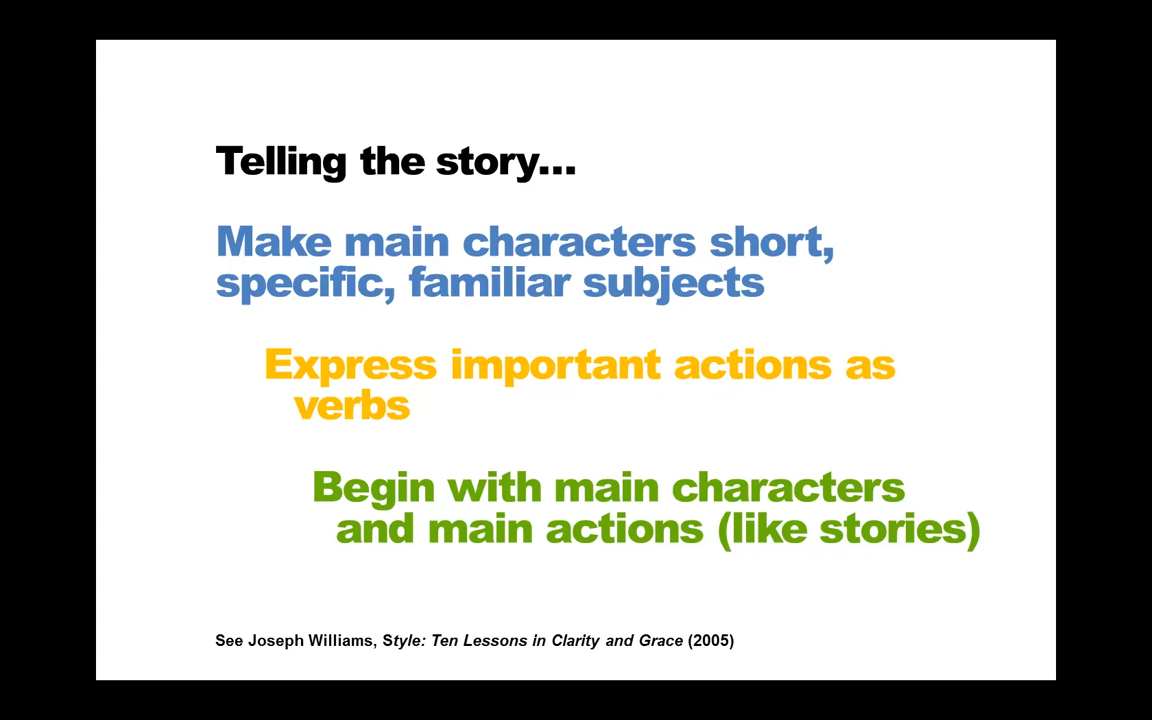 Telling the story...
Make main characters short,
specific, familiar subjects
Express important actions as
verbs
Begin with main characters
and main actions (like stories)
See Joseph Williams, Style: Ten Lessons in Clarity and Grace (2005)